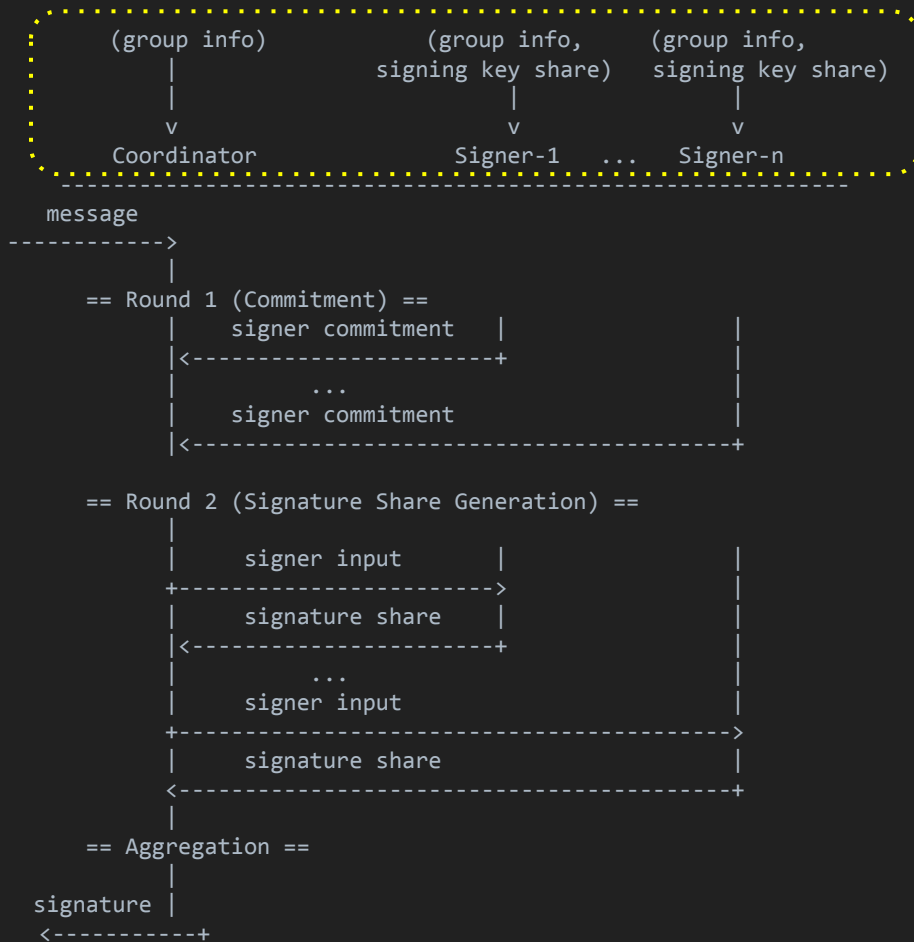 (group info) (group info, (group info,
signing key share) signing key share)
v v v
Coordinator Signer-1 ... Signer-n
message
== Round 1 (Commitment) ==
signer commitment
...
signer commitment
== Round 2 (Signature Share Generation) ==
signer input
signature share
...
signer input
signature share
== Aggregation ==
signature